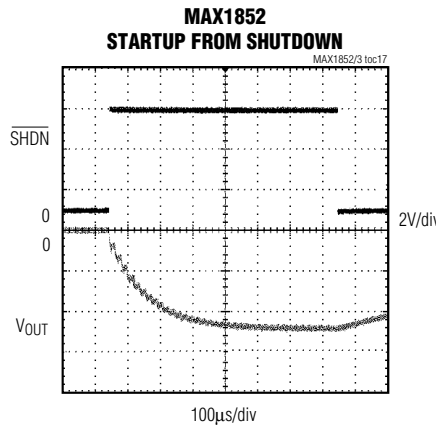 MAX1852
STARTUP FROM SHUTDOWN
MAX1852/3 toc17
SHDN
0
2V/div
0
VOUT
100µs/div